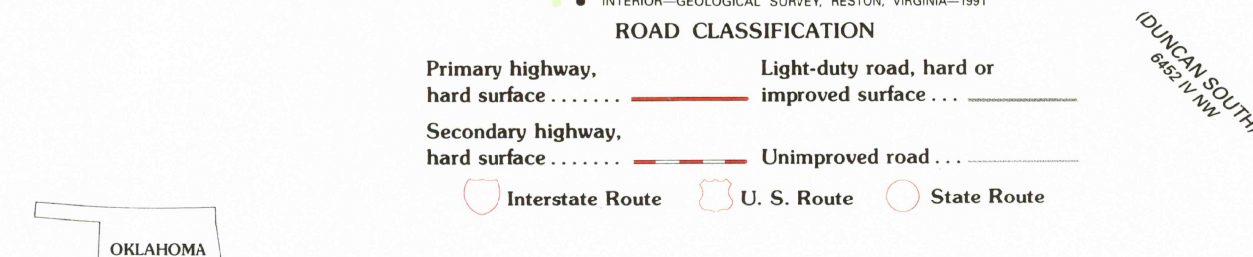 INTERIOR—GEOLOGICAL SURVEY, RESTON, VIRGINIA—1991
ROAD CLASSIFICATION
Primary highway,
hard surface.......
Light-duty road, hard or
improved surface...
Secondary highway,
hard surface.......
Unimproved road...
Interstate Route
U. S. Route
State Route
(DUNCAN SOUTH)
6452 IV NW
OKLAHOMA